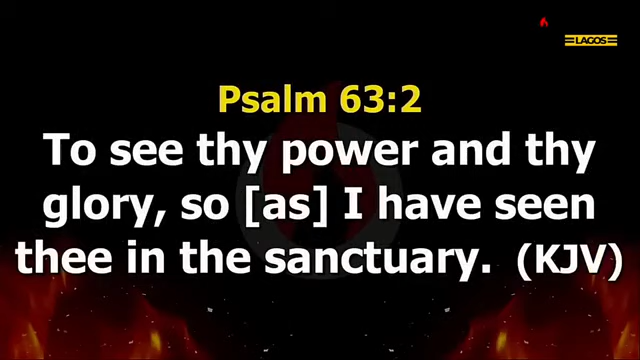 LAGOS
Psalm 63:2
To see thy power and thy
glory, so [as] I have seen
thee in the sanctuary. (KJV)